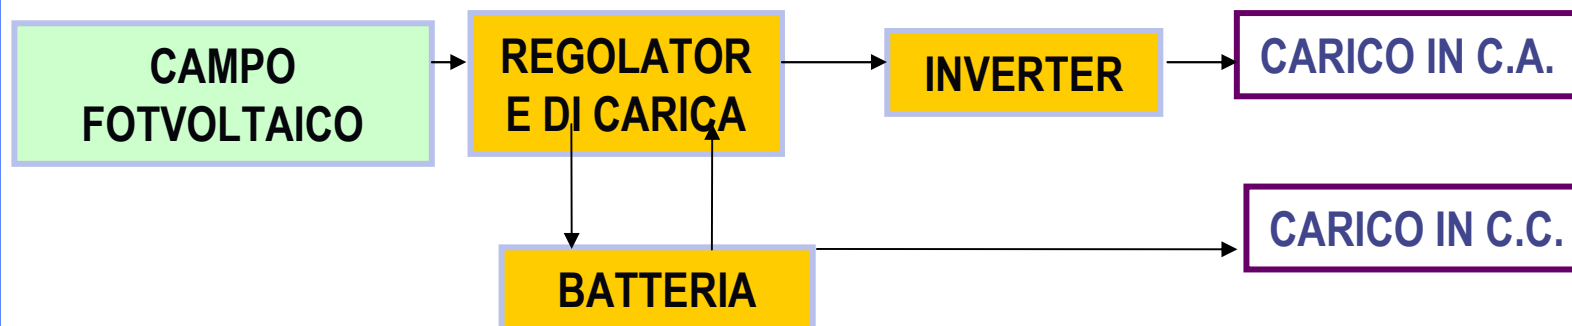 CAMPO
FOTVOLTAICO
REGOLATOR
E DI CARICA
INVERTER
CARICO IN C.A.
CARICO IN C.C.
BATTERIA